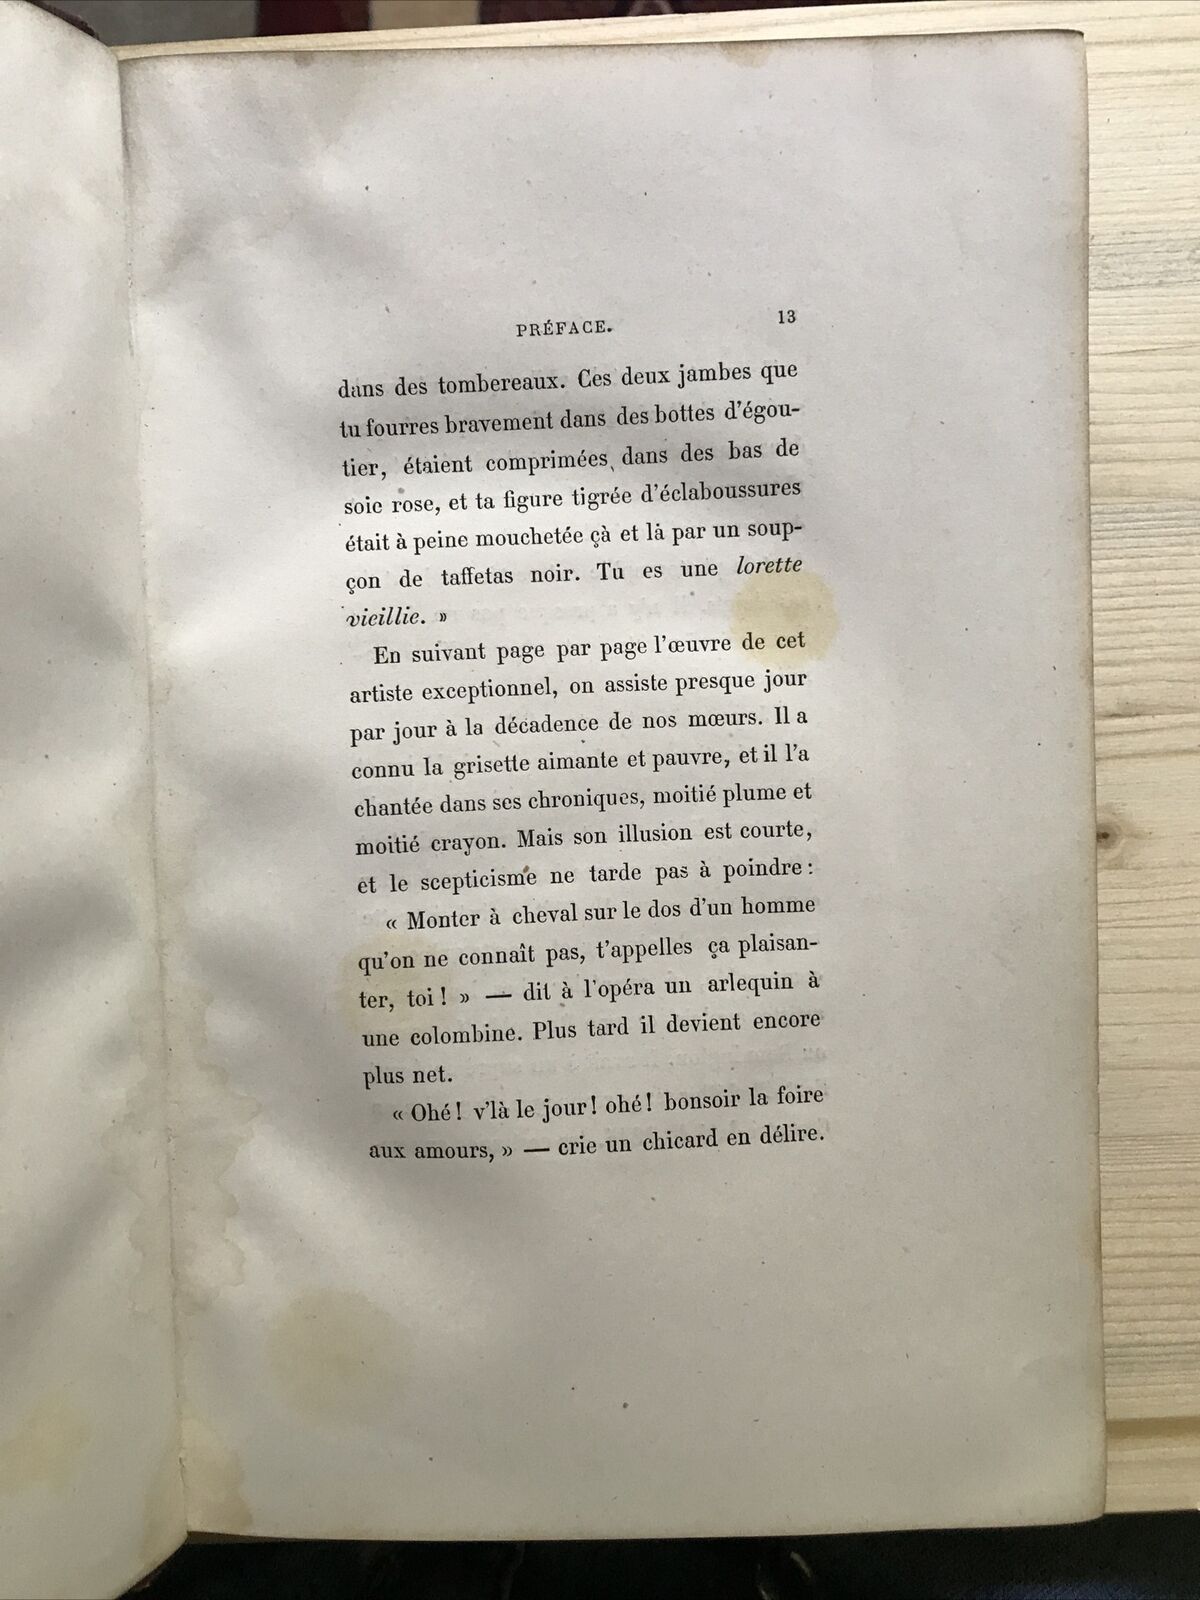 PRÉFACE. 13
dans des tombereaux. Ces deux jambes que
tu fourres bravement dans des bottes d'égou-
tier, étaient comprimées dans des bas de
soie rose, et ta figure tigrée d'éclaboussures
était à peine mouchetée çà et là par un soup-
çon de taffetas noir. Tu es une lorette
vieillie. »
En suivant page par page l'œuvre de cet
artiste exceptionnel, on assiste presque jour
par jour à la décadence de nos mœurs. Il a
connu la grisette aimante et pauvre, et il l'a
chantée dans ses chroniques, moitié plume et
moitié crayon. Mais son illusion est courte,
et le scepticisme ne tarde pas à poindre :
« Monter à cheval sur le dos d'un homme
qu'on ne connaît pas, t'appelles ça plaisan-
ter, toi ! » — dit à l'opéra un arlequin à
une colombine. Plus tard il devient encore
plus net.
« Ohé ! v'là le jour ! ohé ! bonsoir la foire
aux amours, » — crie un chicard en délire.